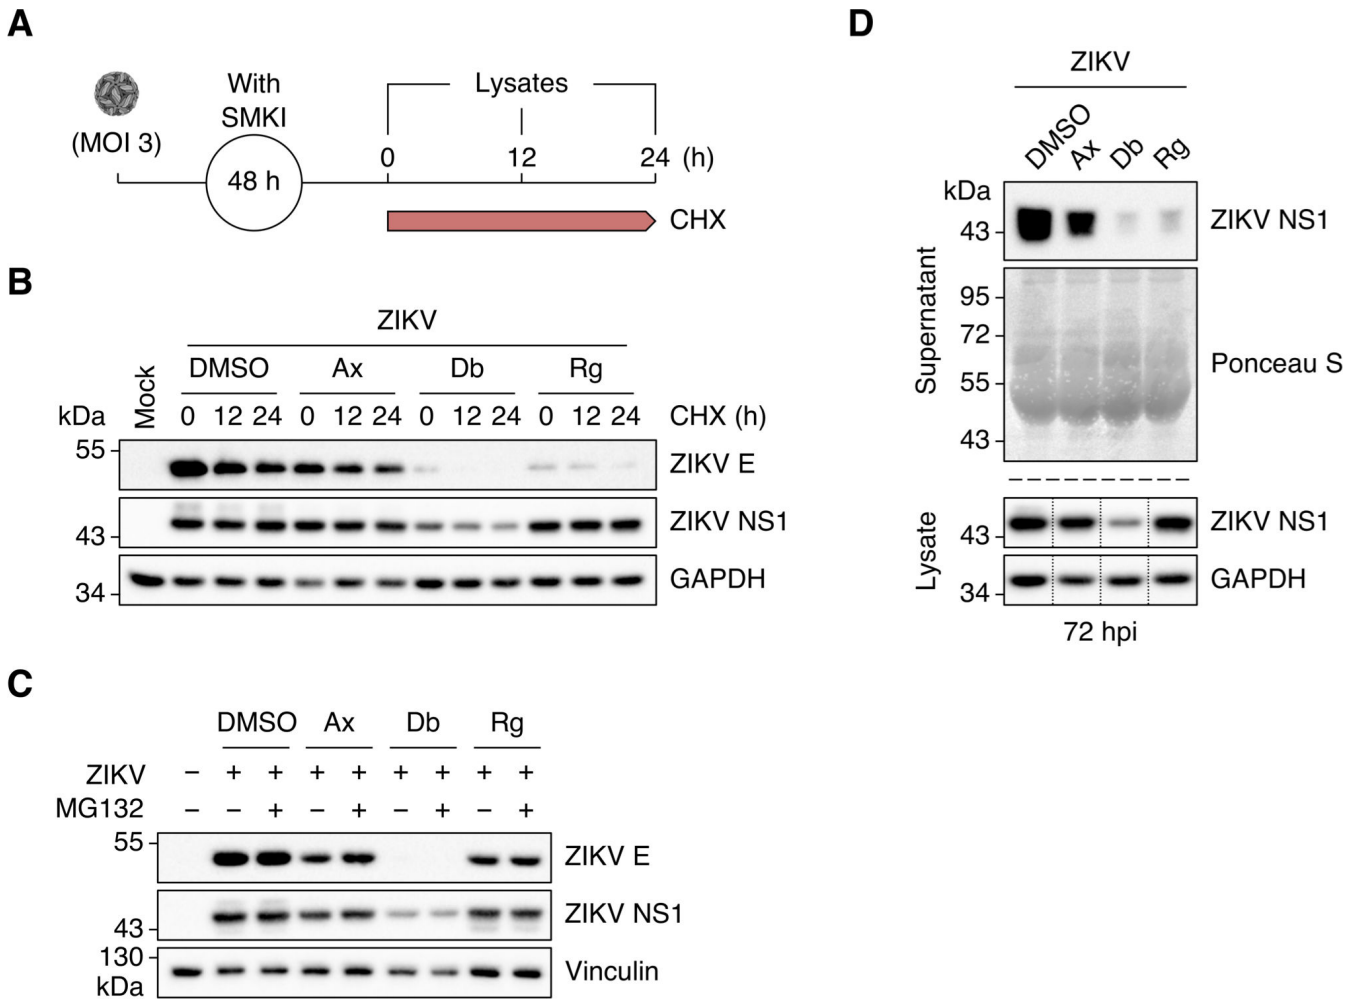 A
With
SMKI
(MOI 3)
48 h
Lysates
0 12 24 (h)
CHX
B
ZIKV
Mock DMSO Ax Db Rg
kDa 0 12 24 0 12 24 0 12 24 0 12 24 CHX (h)
55 ZIKV E
43 ZIKV NS1
34 GAPDH
C
DMSO Ax Db Rg
ZIKV − + + + + + + + +
MG132 − − + − + − + − +
55 ZIKV E
43 ZIKV NS1
130 Vinculin
kDa
D
ZIKV
DMSO Ax Db Rg
kDa
43 ZIKV NS1
Supernatant
95
72
55
43
Ponceau S
Lysate
43 ZIKV NS1
34 GAPDH
72 hpi